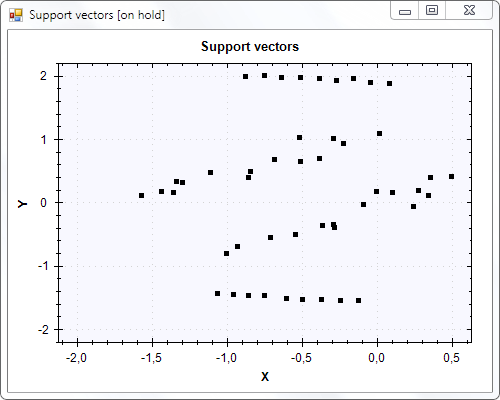 Support vectors [on hold]
Support vectors
2
1
0
-1
-2
Y
-2,0 -1,5 -1,0 -0,5 0,0 0,5
X